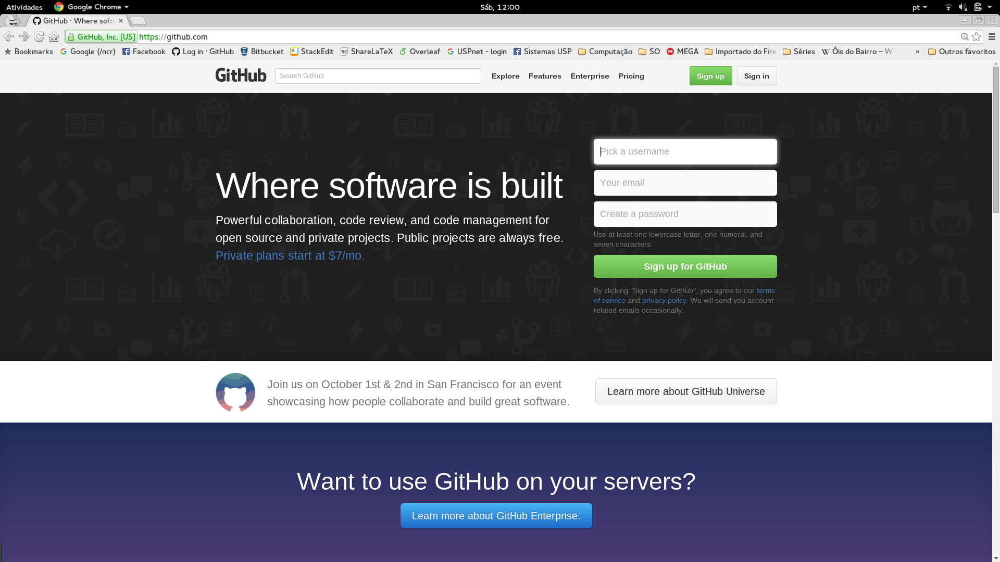 Atividades Google Chrome Sáb, 12:00 pt
GitHub · Where softw
GitHub, Inc. [US] https://github.com
Bookmarks Google (/ncr) Facebook Log in · GitHub Bitbucket StackEdit ShareLaTeX Overleaf USPnet - login Sistemas USP Computação SO MEGA Importado do Fire Séries Óis do Bairro – W » Outros favoritos
GitHub Search GitHub Explore Features Enterprise Pricing Sign up Sign in
Pick a username
Your email
Create a password
Use at least one lowercase letter, one numeral, and
seven characters.
Sign up for GitHub
By clicking "Sign up for GitHub", you agree to our terms
of service and privacy policy. We will send you account
related emails occasionally.
Where software is built
Powerful collaboration, code review, and code management for
open source and private projects. Public projects are always free.
Private plans start at $7/mo.
Join us on October 1st & 2nd in San Francisco for an event
showcasing how people collaborate and build great software.
Learn more about GitHub Universe
Want to use GitHub on your servers?
Learn more about GitHub Enterprise.